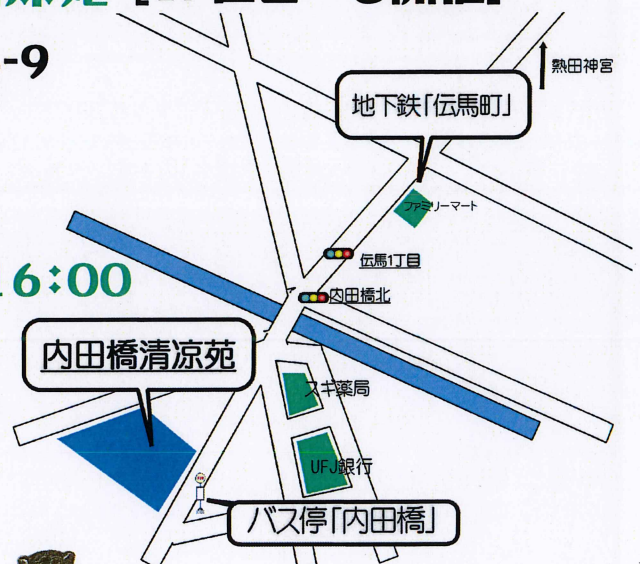 -9
熱田神宮
地下鉄「伝馬町」
ファミリーマート
伝馬1丁目
6:00
内田橋北
内田橋清凉苑
スギ薬局
UFJ銀行
バス停「内田橋」